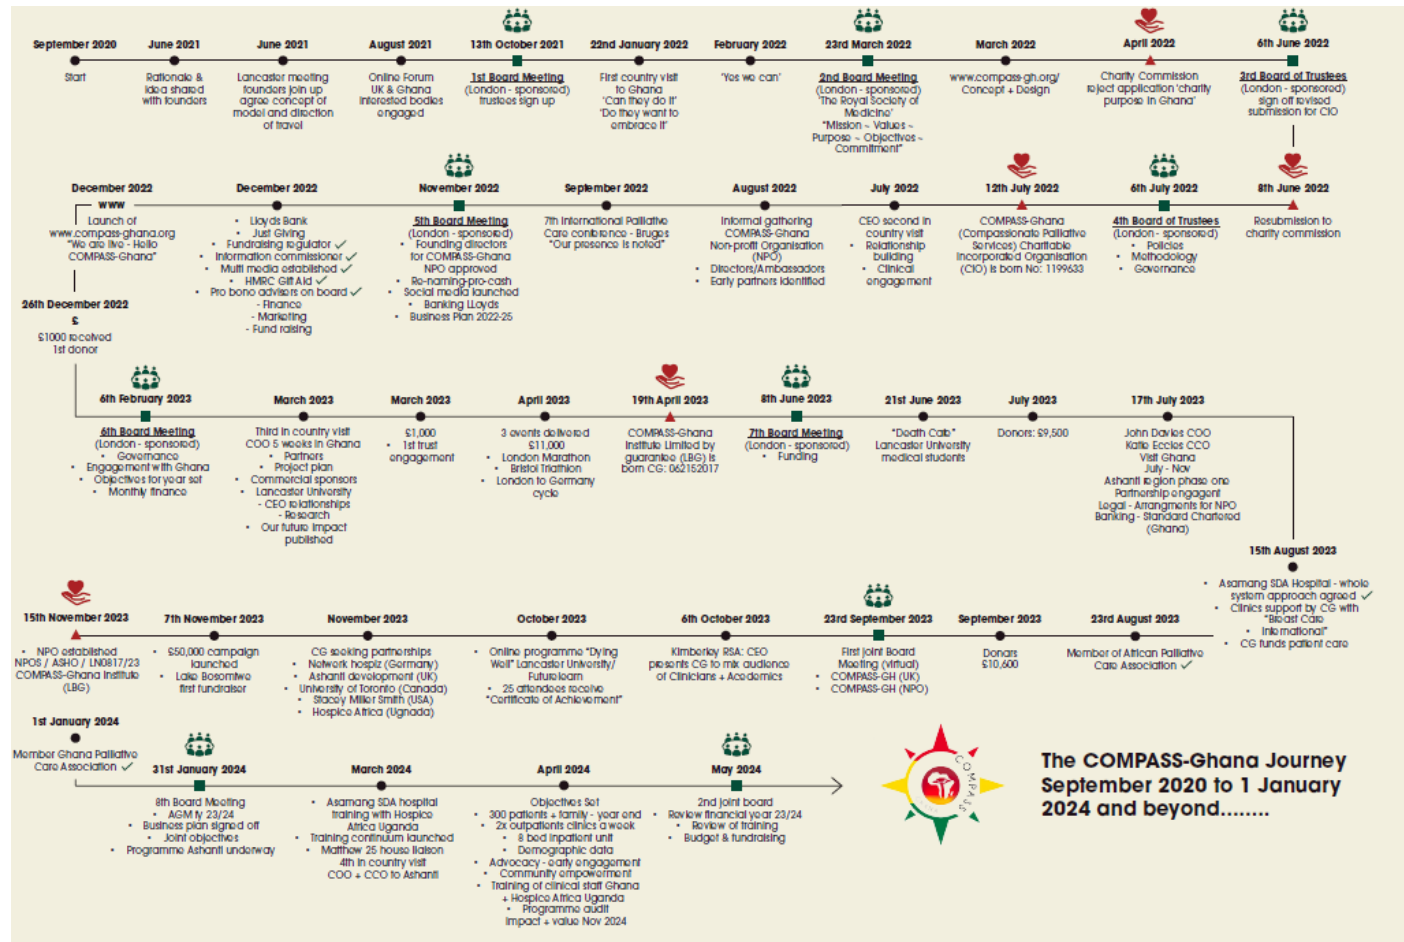 September 2020
Start
June 2021
Rationale &
idea shared
with founders
June 2021
Lancaster meeting
founders join up
agree concept of
model and direction
of travel
August 2021
Online Forum
UK & Ghana
interested bodies
engaged
13th October 2021
1st Board Meeting
(London - sponsored)
trustees sign up
22nd January 2022
First country visit
to Ghana
'Can they do it'
'Do they want to
embrace it'
February 2022
'Yes we can'
23rd March 2022
2nd Board Meeting
(London - sponsored)
'The Royal Society of
Medicine'
"Mission ~ Values ~
Purpose ~ Objectives ~
Commitment"
March 2022
www.compass-gh.org/
Concept + Design
April 2022
Charity Commission
reject application 'charity
purpose in Ghana'
6th June 2022
3rd Board of Trustees
(London - sponsored)
sign off revised
submission for CIO
8th June 2022
Resubmission to
charity commission
6th July 2022
4th Board of Trustees
(London - sponsored)
• Policies
• Methodology
• Governance
12th July 2022
COMPASS-Ghana
(Compassionate Palliative
Services) Charitable
Incorporated Organisation
(CIO) is born No: 1199633
July 2022
CEO second in
country visit
• Relationship
building
• Clinical
engagement
August 2022
Informal gathering
COMPASS-Ghana
Non-profit Organisation
(NPO)
• Directors/Ambassadors
• Early partners identified
September 2022
7th International Palliative
Care conference - Bruges
"Our presence is noted"
November 2022
5th Board Meeting
(London - sponsored)
• Founding directors
for COMPASS-Ghana
NPO approved
• Re-naming-pro-cash
• Social media launched
• Banking LLoyds
• Business Plan 2022-25
December 2022
• Lloyds Bank
• Just Giving
• Fundraising regulator ✓
• Information commissioner ✓
• Multi media established ✓
• HMRC Gift Aid ✓
• Pro bono advisers on board ✓
- Finance
- Marketing
- Fund raising
December 2022
www
Launch of
www.compass-ghana.org
"We are live - Hello
COMPASS-Ghana"
26th December 2022
£
£1000 received
1st donor
6th February 2023
6th Board Meeting
(London - sponsored)
• Governance
• Engagement with Ghana
• Objectives for year set
• Monthly finance
March 2023
Third in country visit
COO 5 weeks in Ghana
• Partners
• Project plan
• Commercial sponsors
• Lancaster University
- CEO relationships
- Research
• Our future impact
published
March 2023
£1,000
• 1st trust
engagement
April 2023
3 events delivered
£11,000
• London Marathon
• Bristol Triathlon
• London to Germany
cycle
19th April 2023
COMPASS-Ghana
Institute Limited by
guarantee (LBG) is
born CG: 062152017
8th June 2023
7th Board Meeting
(London - sponsored)
• Funding
21st June 2023
"Death Cafe"
Lancaster University
medical students
July 2023
Donors: £9,500
17th July 2023
John Davies COO
Katie Eccles CCO
Visit Ghana
July - Nov
Ashanti region phase one
Partnership engagent
Legal - Arrangments for NPO
Banking - Standard Chartered
(Ghana)
15th August 2023
• Asamang SDA Hospital - whole
system approach agreed ✓
• Clinics support by CG with
"Breast Care
• International"
• CG funds patient care
23rd August 2023
Member of African Palliative
Care Association ✓
September 2023
Donors
£10,600
23rd September 2023
First joint Board
Meeting (virtual)
• COMPASS-GH (UK)
• COMPASS-GH (NPO)
6th October 2023
Kimberley RSA: CEO
presents CG to mix audience
of Clinicians + Acedemics
October 2023
• Online programme "Dying
Well" Lancaster University/
Futurelearn
• 25 attendees receive
"Certificate of Achievement"
November 2023
CG seeking partnerships
• Network hospiz (Germany)
• Ashanti development (UK)
• University of Toronto (Canada)
• Stacey Miller Smith (USA)
• Hospice Africa (Ugnada)
7th November 2023
• £50,000 campaign
launched
• Lake Bosomtwe
first fundraiser
15th November 2023
• NPO established
NPOS / ASHO / LN0817/23
COMPASS-Ghana Institute
(LBG)
1st January 2024
Member Ghana Palliative
Care Association ✓
31st January 2024
8th Board Meeting
• AGM fy 23/24
• Business plan signed off
• Joint objectives
• Programme Ashanti underway
March 2024
• Asamang SDA hospital
training with Hospice
Africa Uganda
• Training continuum launched
• Matthew 25 house liaison
4th in country visit
COO + CCO to Ashanti
April 2024
Objectives Set
• 300 patients + family - year end
• 2x outpatients clinics a week
• 8 bed inpatient unit
• Demographic data
• Advocacy - early engagement
• Community empowerment
• Training of clinical staff Ghana
+ Hospice Africa Uganda
• Programme audit
Impact + value Nov 2024
May 2024
2nd joint board
• Review financial year 23/24
• Review of training
• Budget & fundraising
COMPASS
The COMPASS-Ghana Journey
September 2020 to 1 January
2024 and beyond........